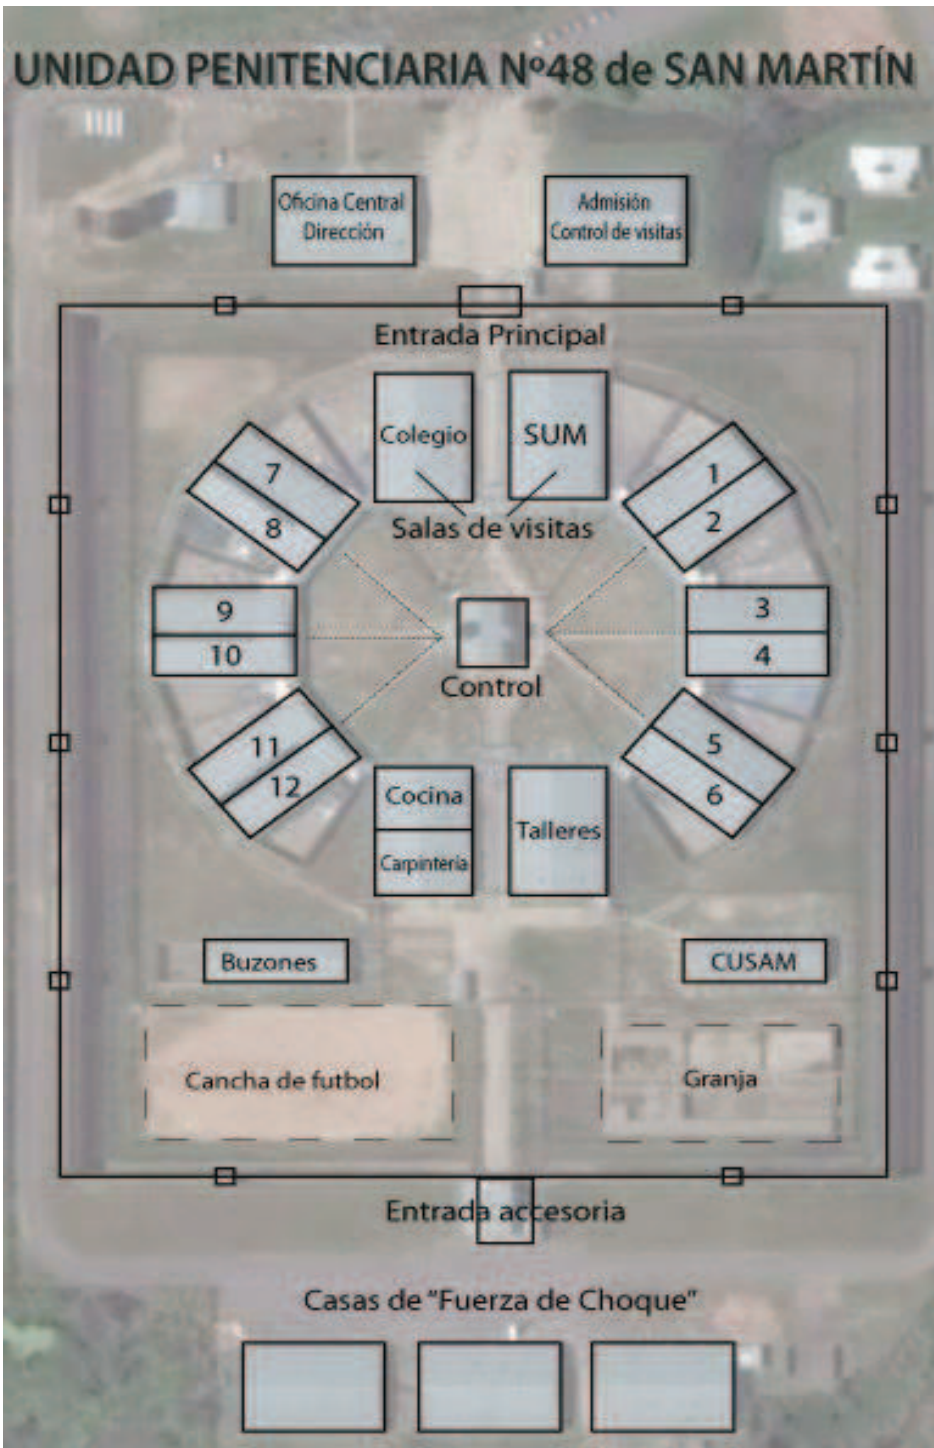 UNIDAD PENITENCIARIA Nº48 de SAN MARTÍN
Oficina Central
Dirección
Admisión
Control de visitas
Entrada Principal
Colegio
SUM
Salas de visitas
7
8
1
2
9
10
3
4
Control
11
12
5
6
Cocina
Carpintería
Talleres
Buzones
CUSAM
Cancha de futbol
Granja
Entrada accesoria
Casas de "Fuerza de Choque"